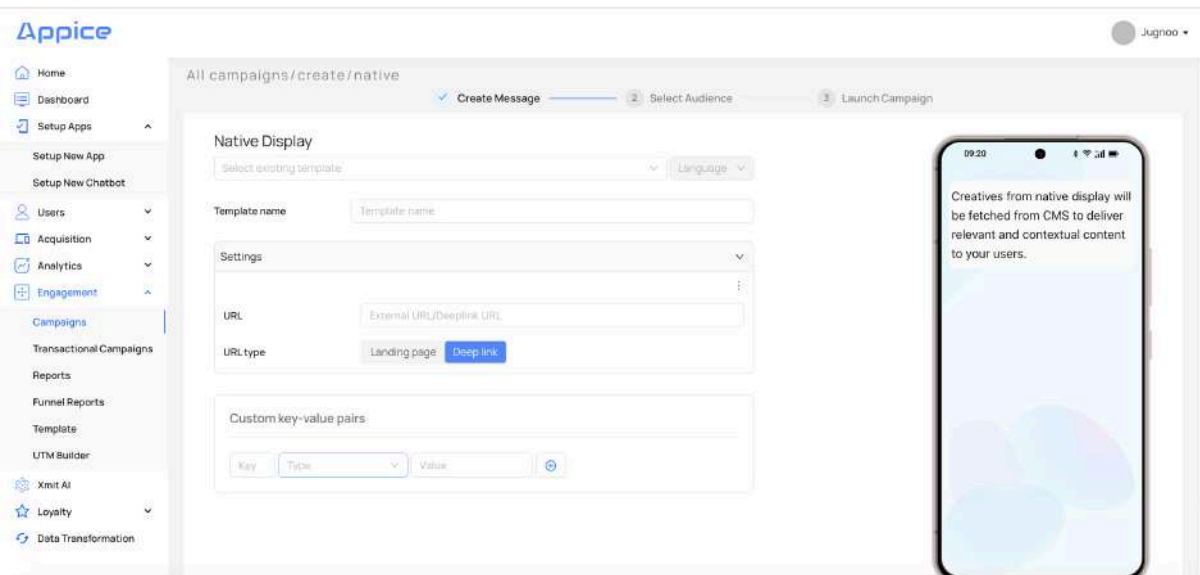 Appice
Jugnoo
Home
Dashboard
Setup Apps
Setup New App
Setup New Chatbot
Users
Acquisition
Analytics
Engagement
Campaigns
Transactional Campaigns
Reports
Funnel Reports
Template
UTM Builder
Xmit AI
Loyalty
Data Transformation
All campaigns/create/native
Create Message
2 Select Audience
3 Launch Campaign
Native Display
Select existing template
Language
Template name
Template name
Settings
URL
External URL/Deeplink URL
URL type
Landing page
Deep link
Custom key-value pairs
Key
Type
Value
09:20
Creatives from native display will
be fetched from CMS to deliver
relevant and contextual content
to your users.